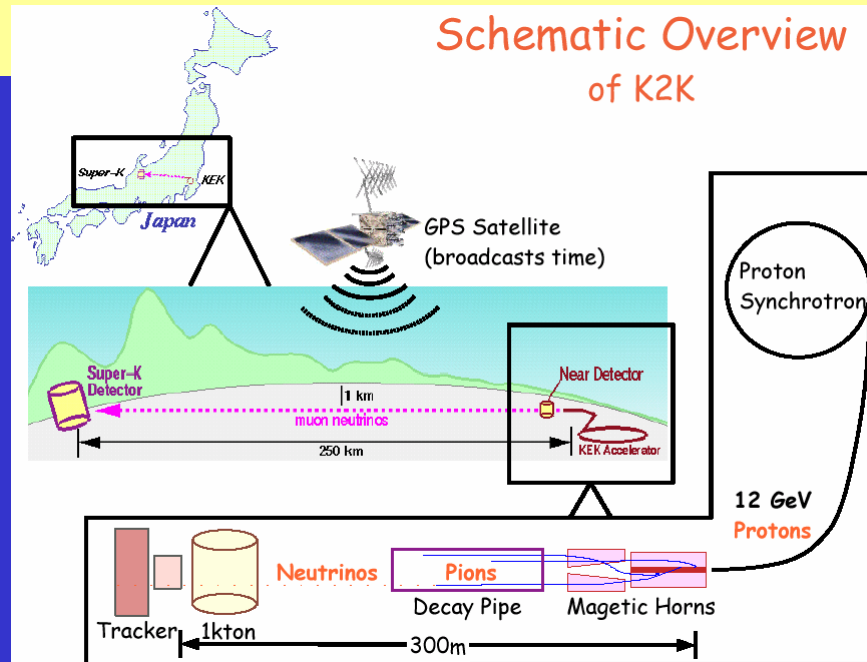 Schematic Overview
of K2K
Super-K
KEK
Japan
GPS Satellite
(broadcasts time)
Proton
Synchrotron
Super-K
Detector
Near Detector
1 km
muon neutrinos
250 km
KEK Accelerator
12 GeV
Protons
Neutrinos
Pions
Decay Pipe
Magetic Horns
Tracker
1kton
300m